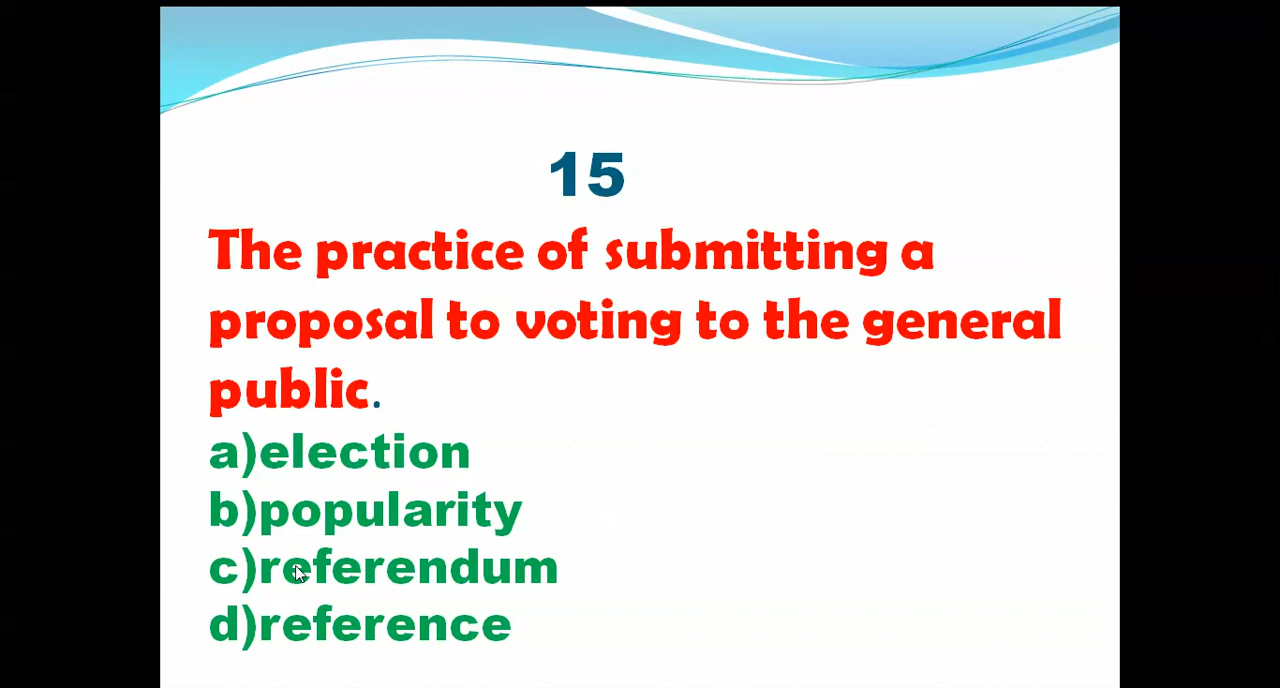 15
The practice of submitting a
proposal to voting to the general
public.
a)election
b)popularity
c)referendum
d)reference